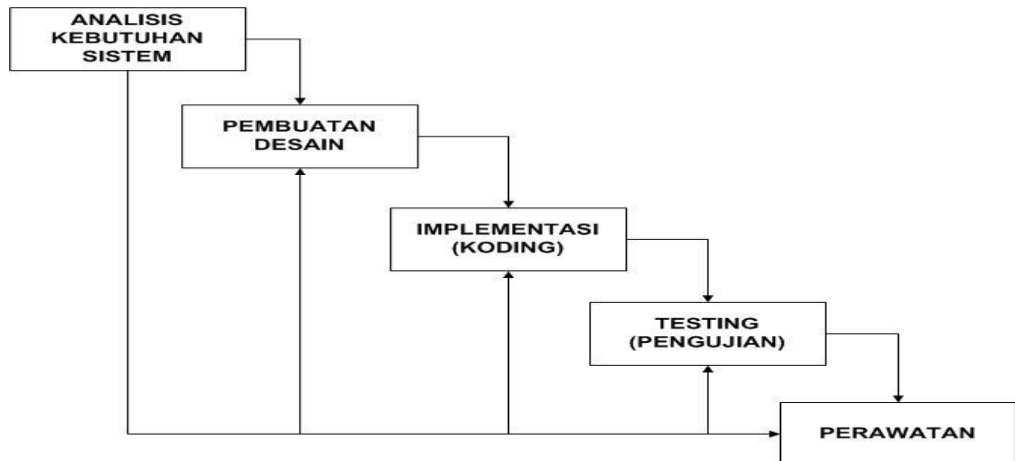 ANALISIS
KEBUTUHAN
SISTEM
PEMBUATAN
DESAIN
IMPLEMENTASI
(KODING)
TESTING
(PENGUJIAN)
PERAWATAN